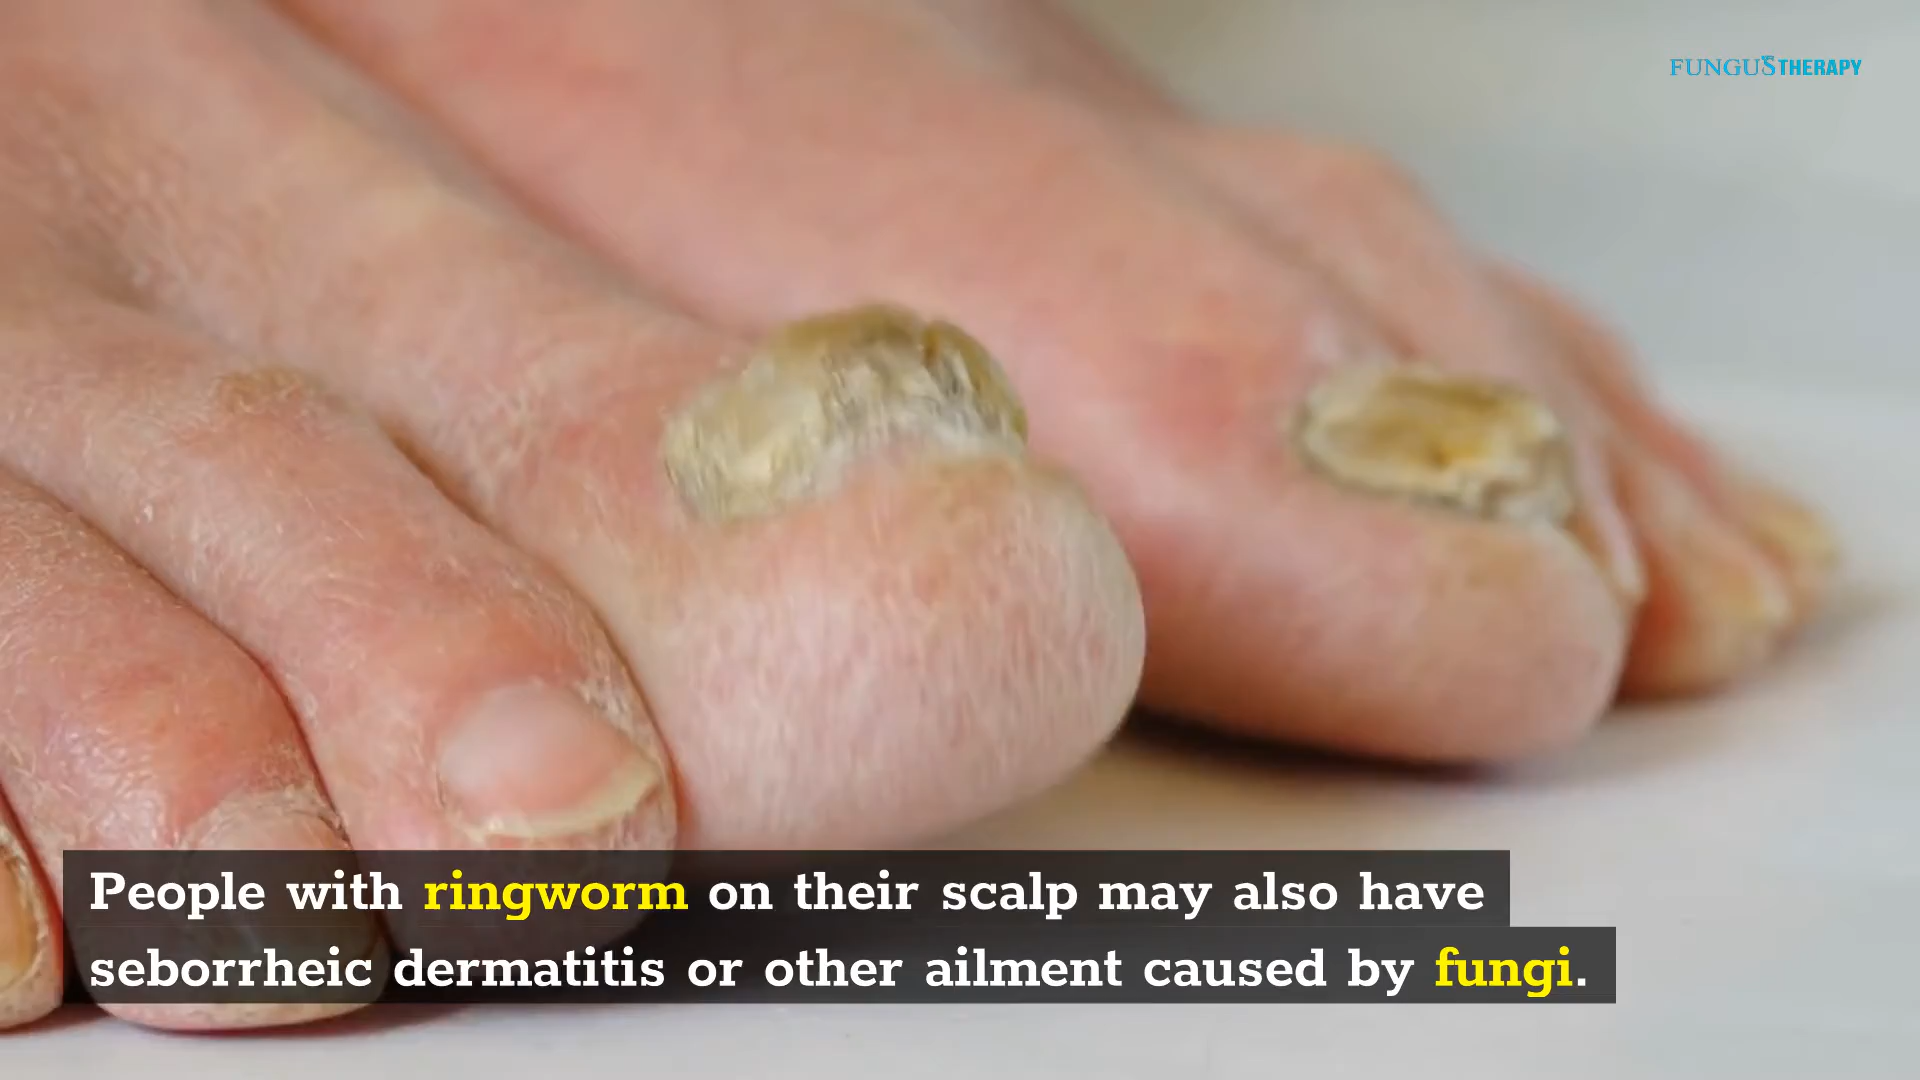 FUNGUSTHERAPY
People with ringworm on their scalp may also have
seborrheic dermatitis or other ailment caused by fungi.